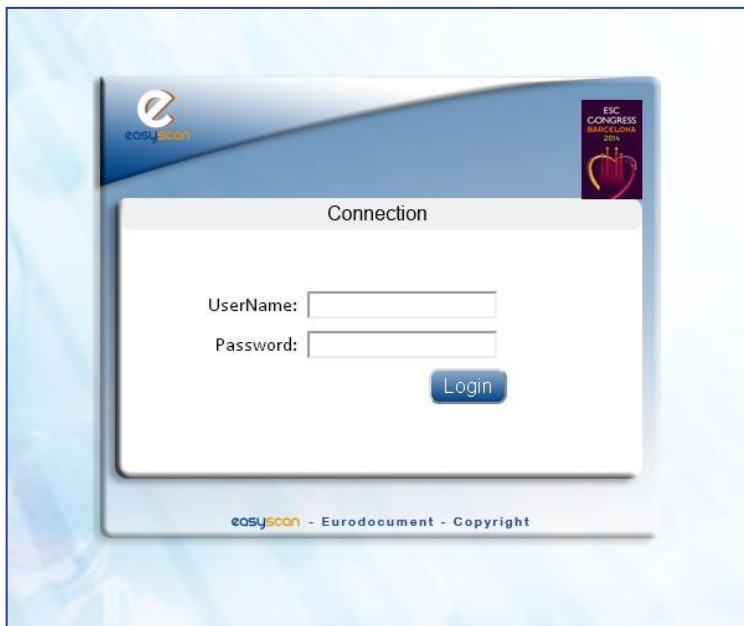 easyscan
ESC
CONGRESS
BARCELONA
2014
Connection
UserName:
Password:
Login
easyscan - Eurodocument - Copyright